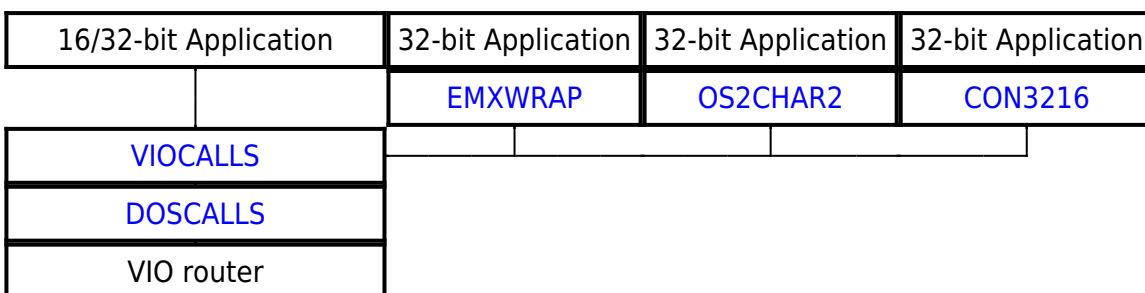 16/32-bit Application 32-bit Application 32-bit Application 32-bit Application
EMXWRAP OS2CHAR2 CON3216
VIOCALLS
DOSCALLS
VIO router